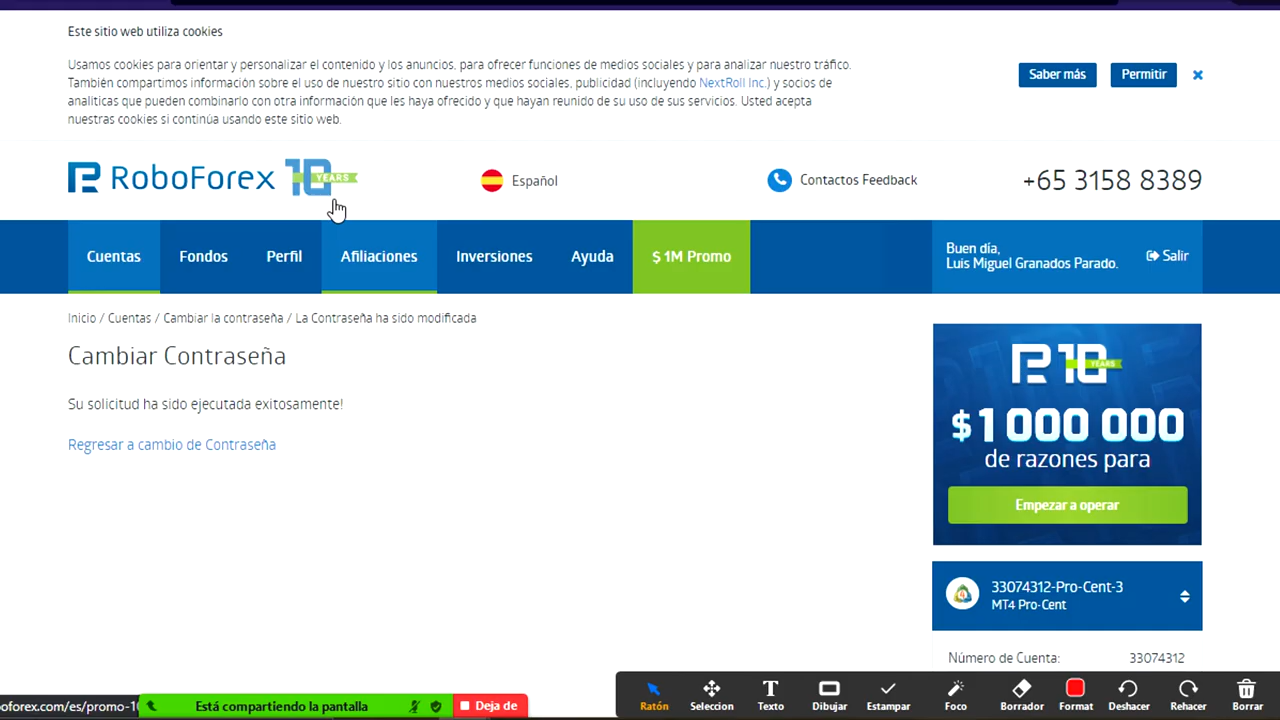 Este sitio web utiliza cookies
Usamos cookies para orientar y personalizar el contenido y los anuncios, para ofrecer funciones de medios sociales y para analizar nuestro tráfico.
También compartimos información sobre el uso de nuestro sitio con nuestros medios sociales, publicidad (incluyendo NextRoll Inc.) y socios de
analíticas que pueden combinarlo con otra información que les haya ofrecido y que hayan reunido de su uso de sus servicios. Usted acepta
nuestras cookies si continúa usando este sitio web.
Saber más
Permitir
RoboForex 10 YEARS
Español
Contactos Feedback
+65 3158 8389
Cuentas
Fondos
Perfil
Afiliaciones
Inversiones
Ayuda
$ 1M Promo
Buen día,
Luis Miguel Granados Parado.
Salir
Inicio / Cuentas / Cambiar la contraseña / La Contraseña ha sido modificada
Cambiar Contraseña
Su solicitud ha sido ejecutada exitosamente!
Regresar a cambio de Contraseña
10 YEARS
$ 1 000 000
de razones para
Empezar a operar
33074312-Pro-Cent-3
MT4 Pro-Cent
Número de Cuenta: 33074312
oforex.com/es/promo-10
Está compartiendo la pantalla
Deja de
Ratón
Seleccion
Texto
Dibujar
Estampar
Foco
Borrador
Format
Deshacer
Rehacer
Borrar